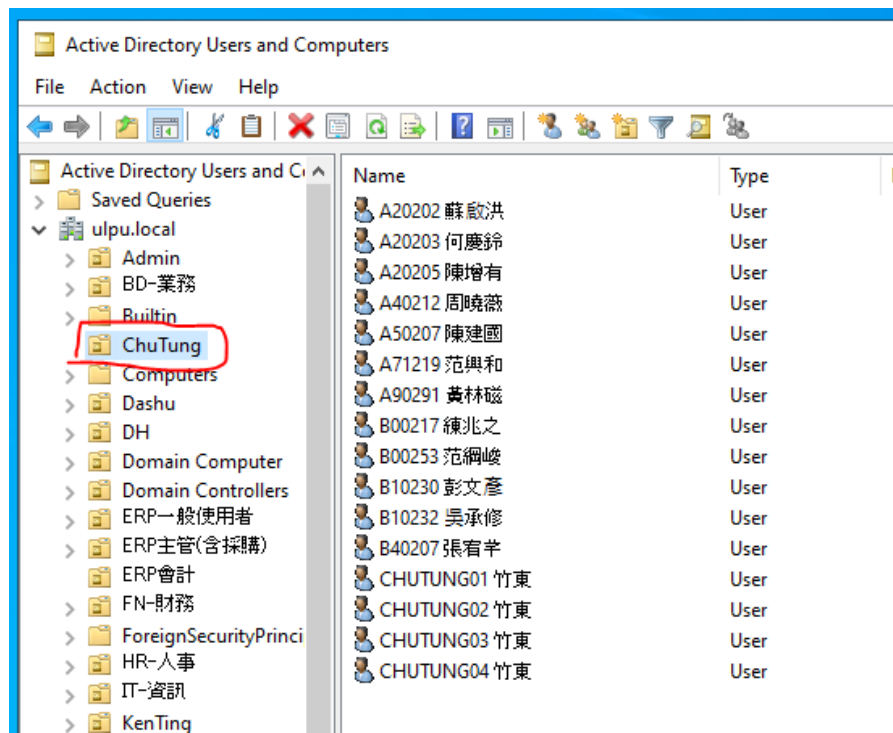 Active Directory Users and Computers
File Action View Help
Active Directory Users and C
Saved Queries
ulpu.local
Admin
BD-業務
Builtin
ChuTung
Computers
Dashu
DH
Domain Computer
Domain Controllers
ERP一般使用者
ERP主管(含採購)
ERP會計
FN-財務
ForeignSecurityPrinci
HR-人事
IT-資訊
KenTing
Name Type
A20202 蘇啟洪 User
A20203 何慶鈴 User
A20205 陳增有 User
A40212 周曉薇 User
A50207 陳建國 User
A71219 范興和 User
A90291 黃林磁 User
B00217 練兆之 User
B00253 范綱峻 User
B10230 彭文彥 User
B10232 吳承修 User
B40207 張宥芊 User
CHUTUNG01 竹東 User
CHUTUNG02 竹東 User
CHUTUNG03 竹東 User
CHUTUNG04 竹東 User